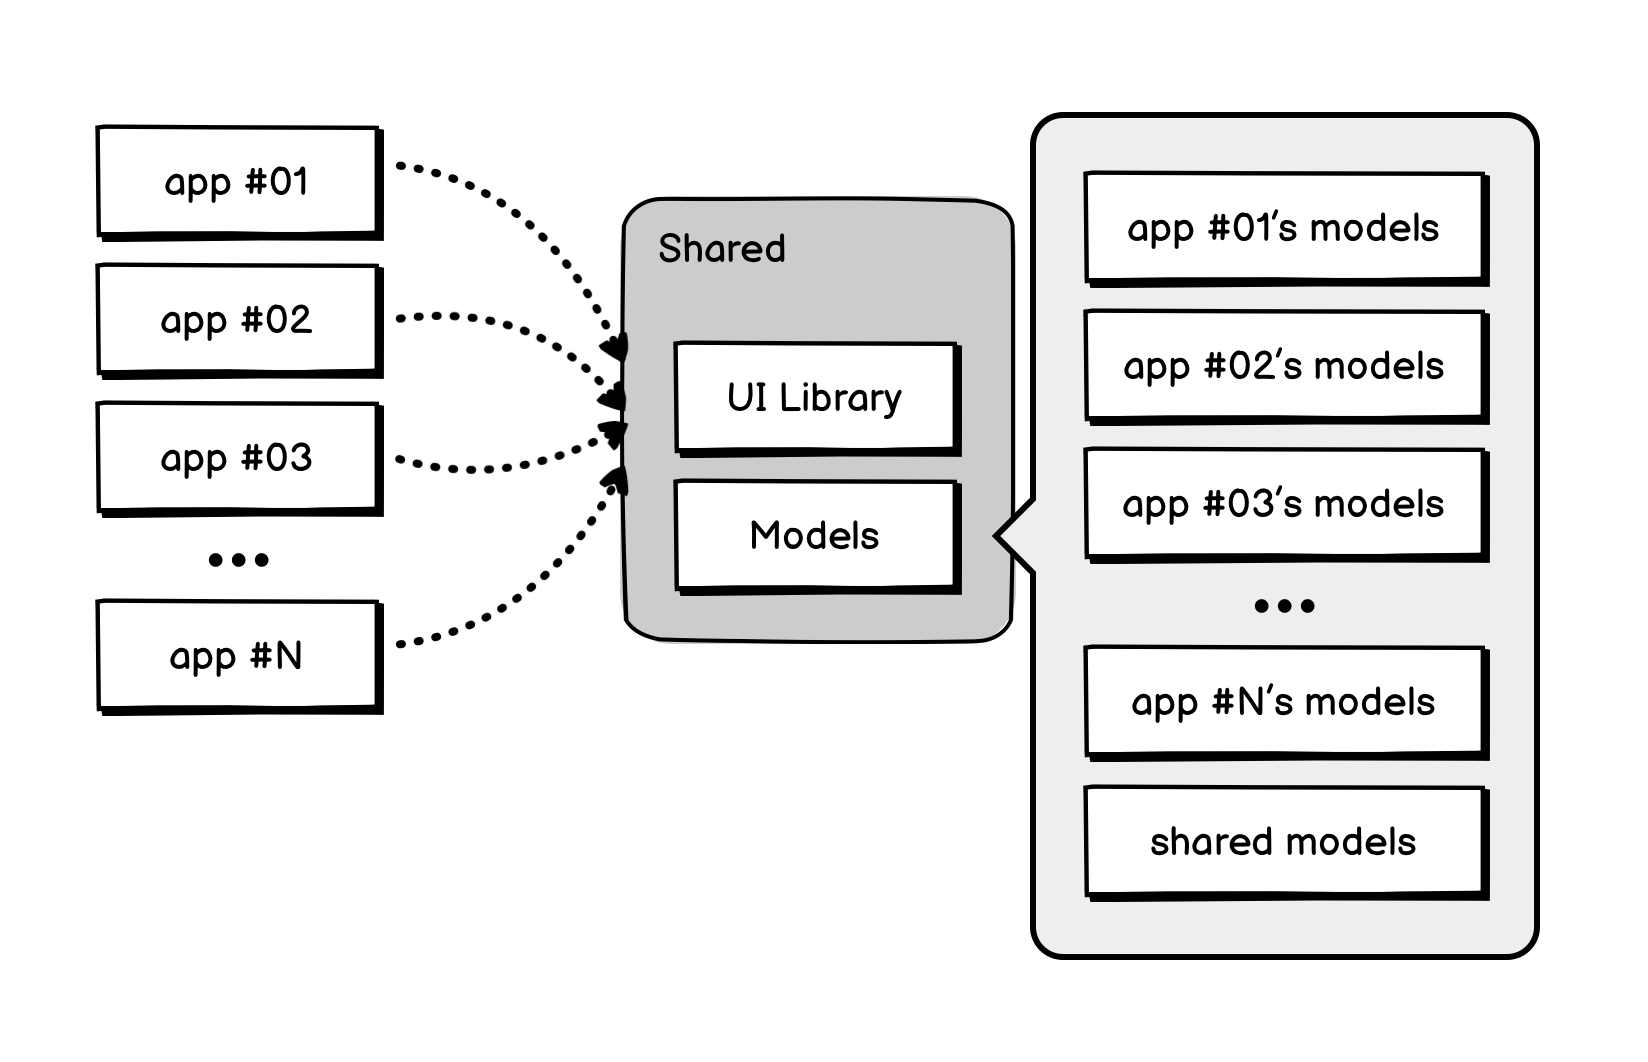 app #01
app #02
app #03
•••
app #N
Shared
UI Library
Models
app #01's models
app #02's models
app #03's models
•••
app #N's models
shared models